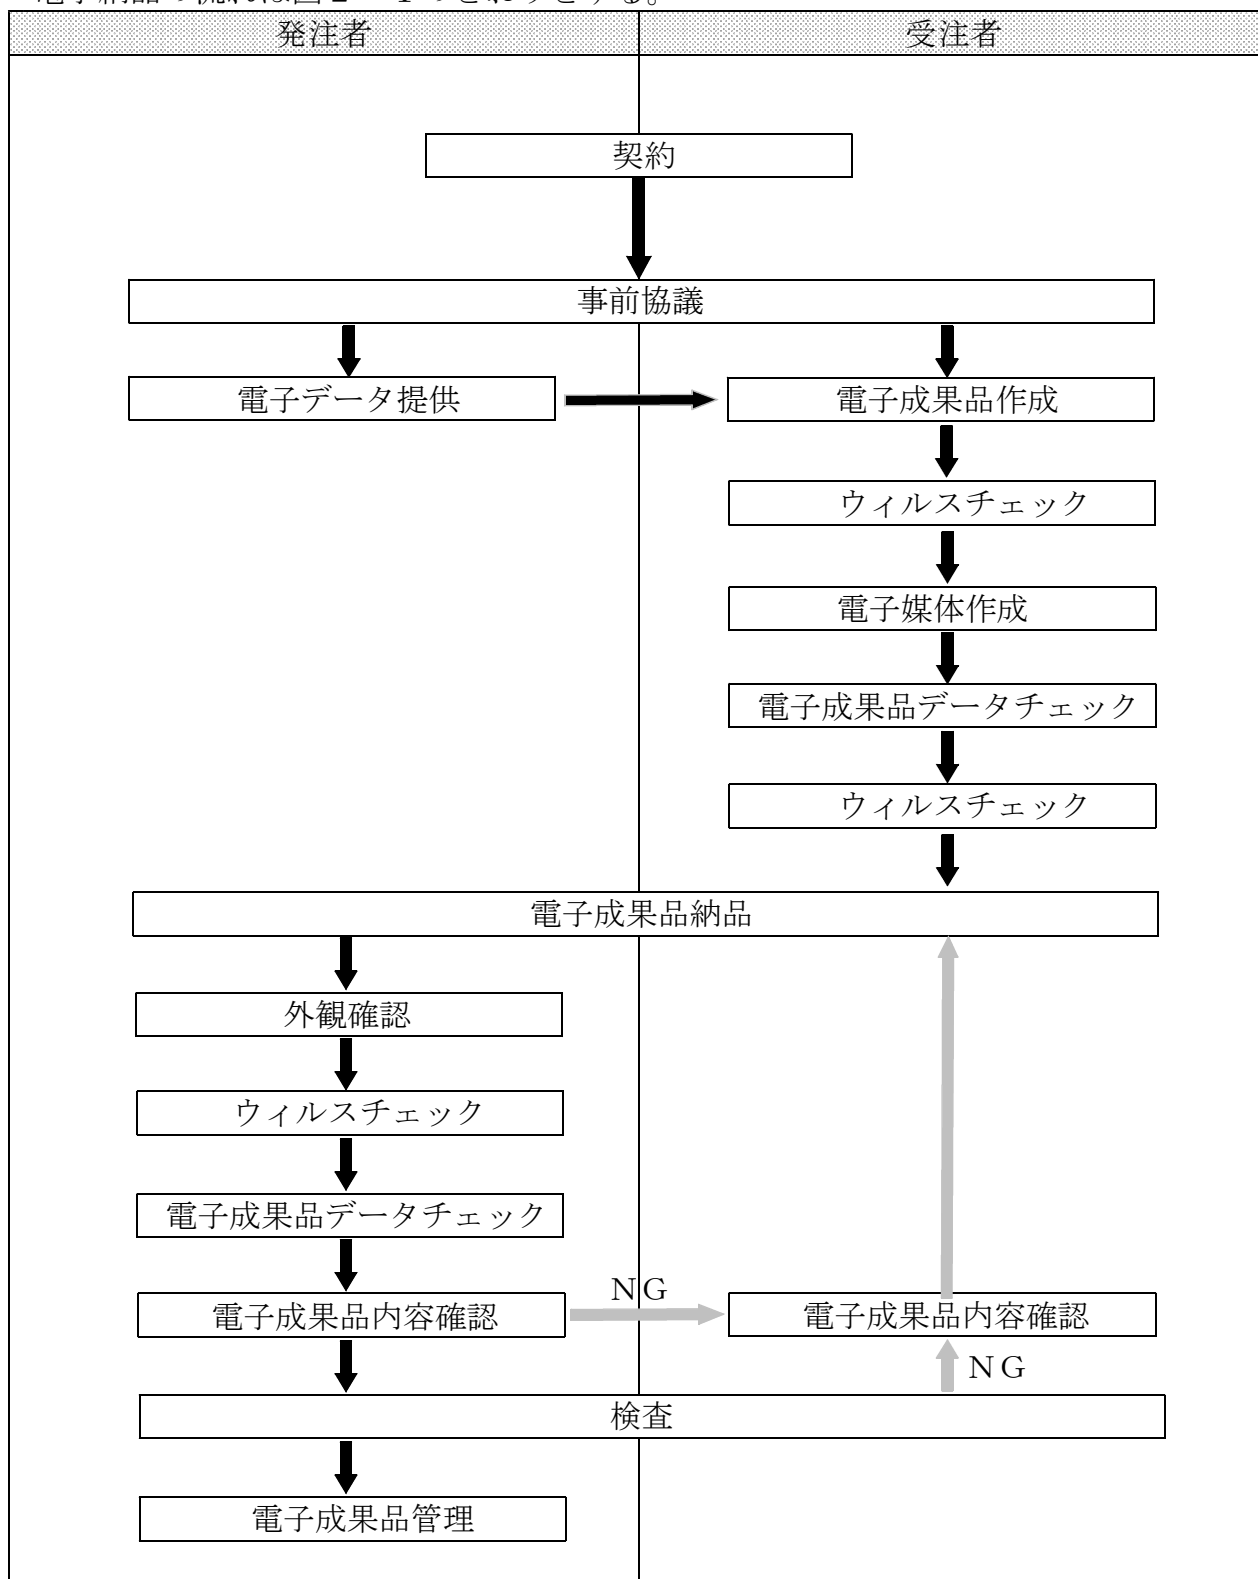 発注者 受注者
契約
事前協議
電子データ提供 電子成果品作成
ウィルスチェック
電子媒体作成
電子成果品データチェック
ウィルスチェック
電子成果品納品
外観確認
ウィルスチェック
電子成果品データチェック
NG
電子成果品内容確認 電子成果品内容確認
NG
検査
電子成果品管理